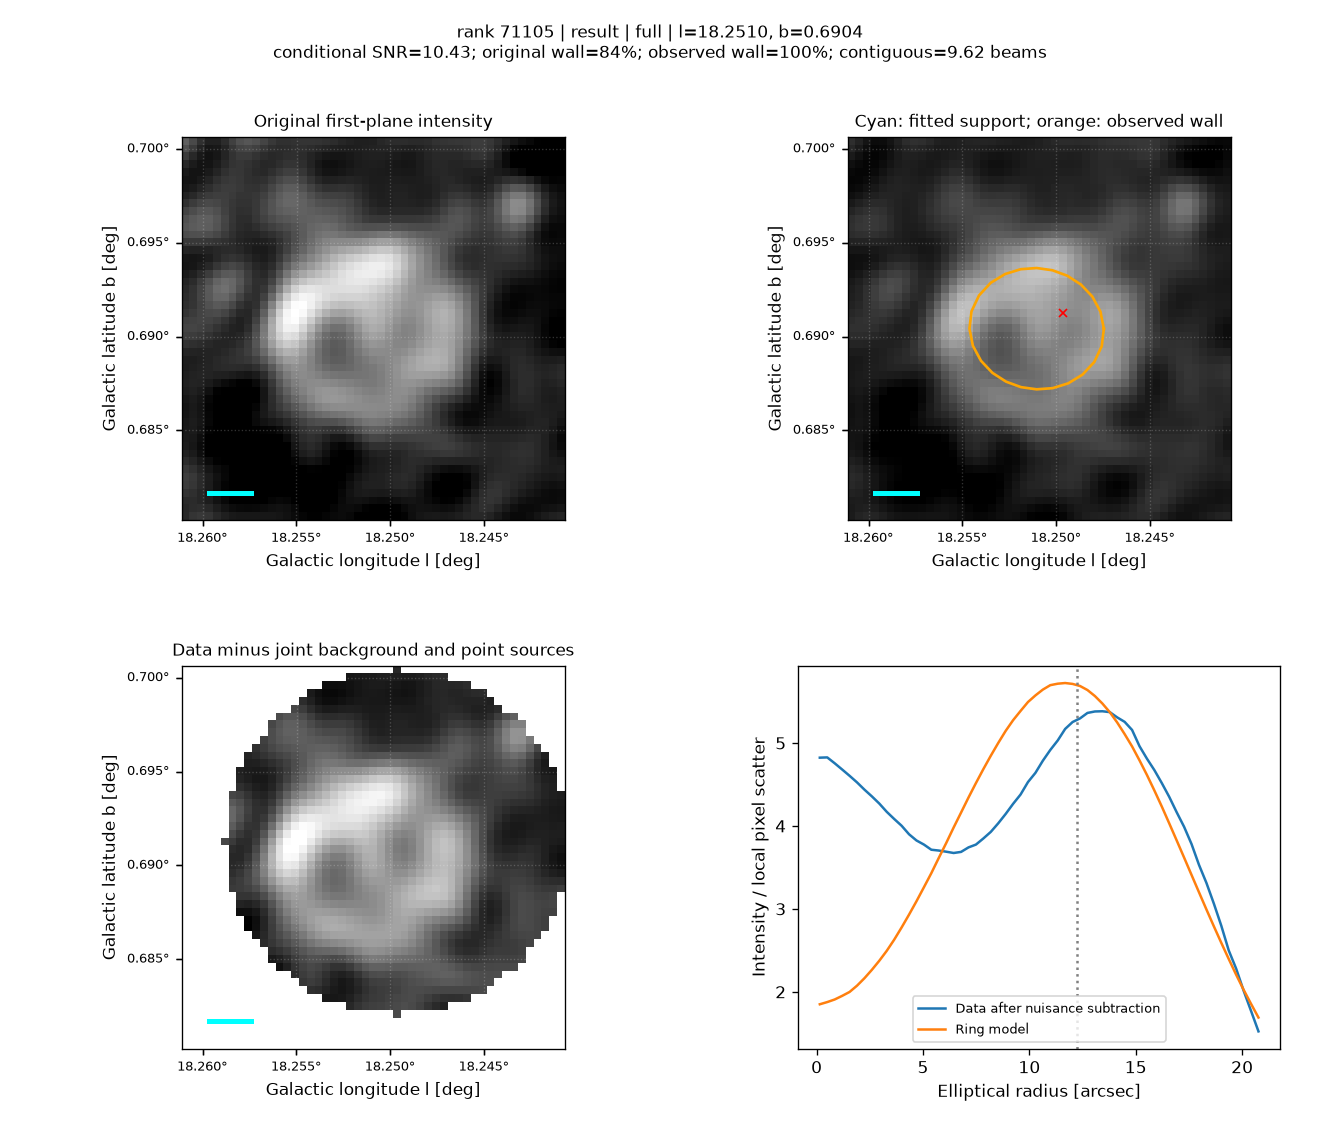 rank 71105 | result | full | l=18.2510, b=0.6904
conditional SNR=10.43; original wall=84%; observed wall=100%; contiguous=9.62 beams
Original first-plane intensity
0.700°
0.695°
0.690°
0.685°
Galactic latitude b [deg]
18.260°
18.255°
18.250°
18.245°
Galactic longitude l [deg]
Cyan: fitted support; orange: observed wall
0.700°
0.695°
0.690°
0.685°
Galactic latitude b [deg]
18.260°
18.255°
18.250°
18.245°
Galactic longitude l [deg]
Data minus joint background and point sources
0.700°
0.695°
0.690°
0.685°
Galactic latitude b [deg]
18.260°
18.255°
18.250°
18.245°
Galactic longitude l [deg]
5
4
3
2
Intensity / local pixel scatter
Data after nuisance subtraction
Ring model
0
5
10
15
20
Elliptical radius [arcsec]